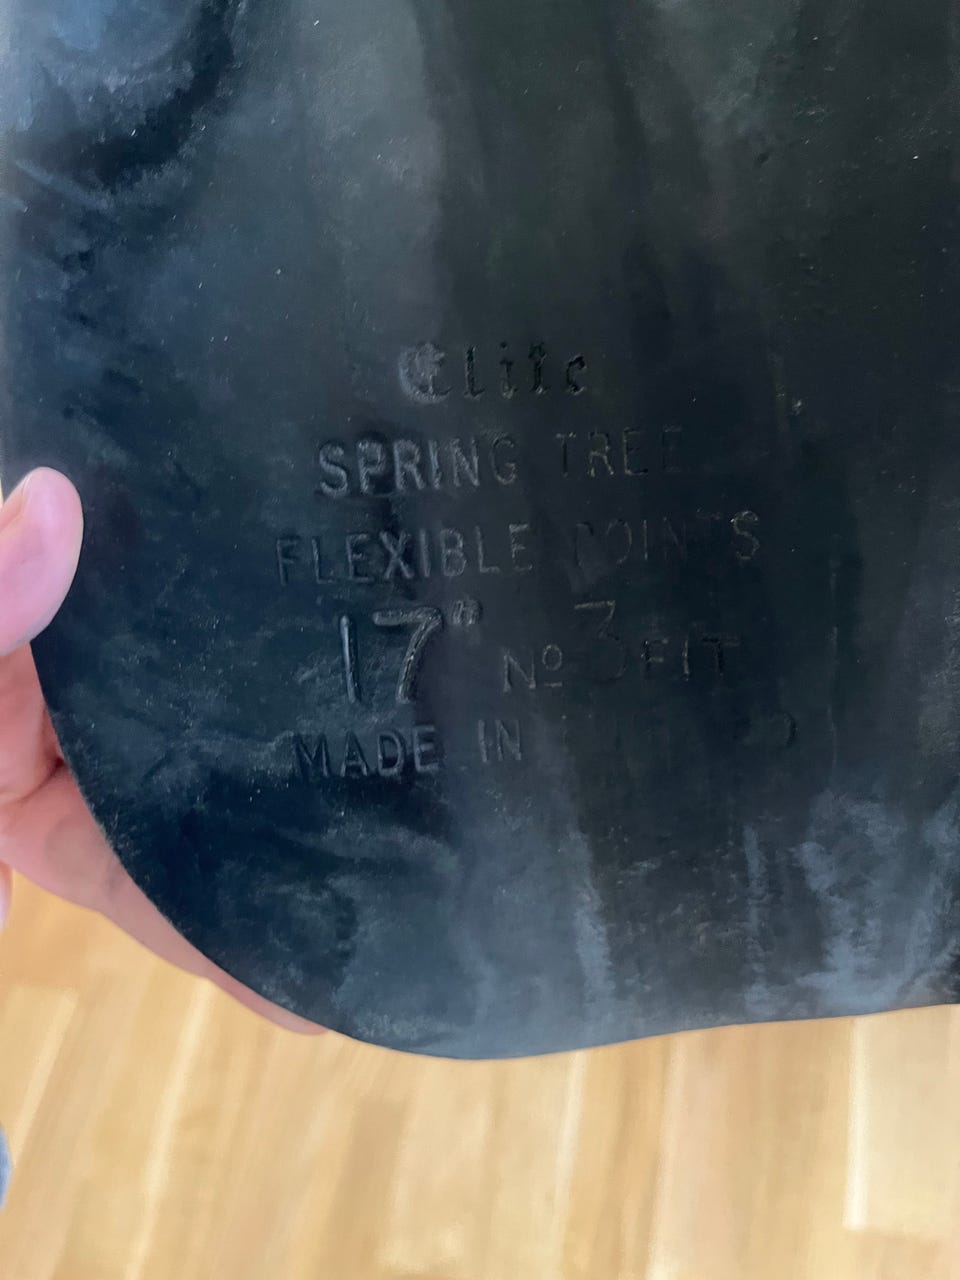 Elite
SPRING TREE
FLEXIBLE POINTS
17" Nº 3 FIT
MADE IN